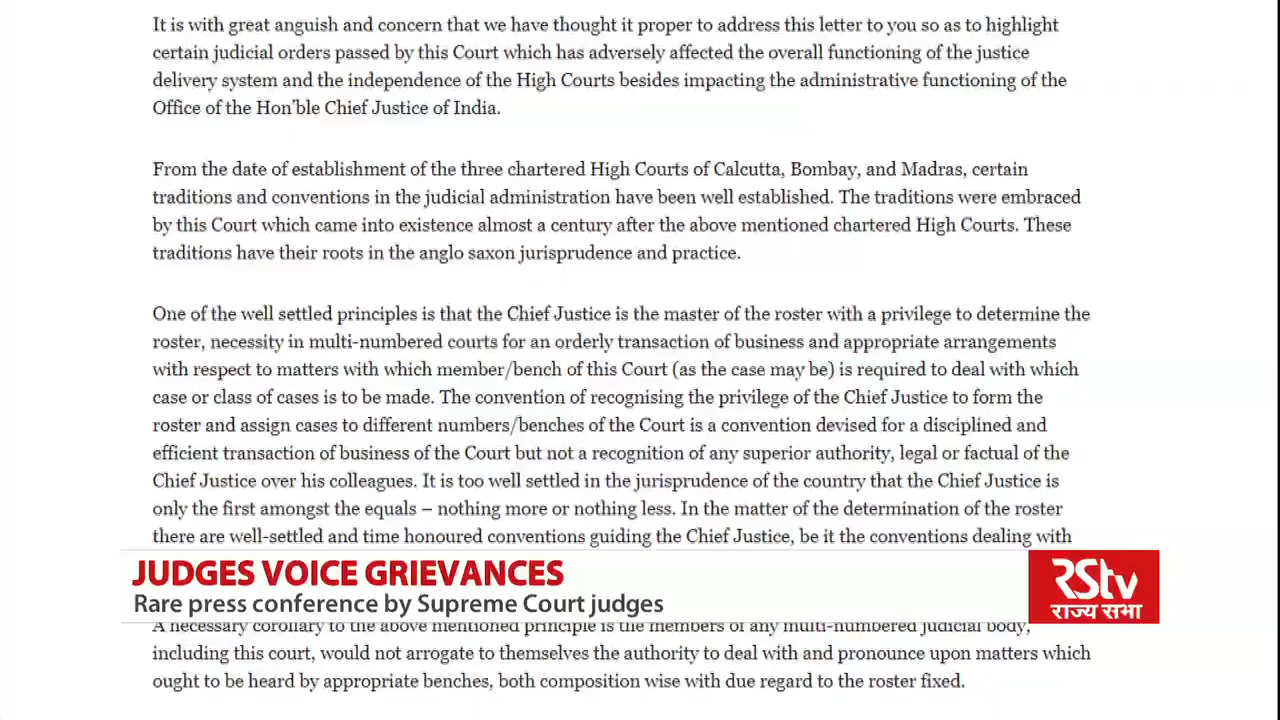 It is with great anguish and concern that we have thought it proper to address this letter to you so as to highlight
certain judicial orders passed by this Court which has adversely affected the overall functioning of the justice
delivery system and the independence of the High Courts besides impacting the administrative functioning of the
Office of the Hon'ble Chief Justice of India.
From the date of establishment of the three chartered High Courts of Calcutta, Bombay, and Madras, certain
traditions and conventions in the judicial administration have been well established. The traditions were embraced
by this Court which came into existence almost a century after the above mentioned chartered High Courts. These
traditions have their roots in the anglo saxon jurisprudence and practice.
One of the well settled principles is that the Chief Justice is the master of the roster with a privilege to determine the
roster, necessity in multi-numbered courts for an orderly transaction of business and appropriate arrangements
with respect to matters with which member/bench of this Court (as the case may be) is required to deal with which
case or class of cases is to be made. The convention of recognising the privilege of the Chief Justice to form the
roster and assign cases to different numbers/benches of the Court is a convention devised for a disciplined and
efficient transaction of business of the Court but not a recognition of any superior authority, legal or factual of the
Chief Justice over his colleagues. It is too well settled in the jurisprudence of the country that the Chief Justice is
only the first amongst the equals – nothing more or nothing less. In the matter of the determination of the roster
there are well-settled and time honoured conventions guiding the Chief Justice, be it the conventions dealing with
JUDGES VOICE GRIEVANCES
Rare press conference by Supreme Court judges
RSTV
राज्य सभा
A necessary corollary to the above mentioned principle is the members of any multi-numbered judicial body,
including this court, would not arrogate to themselves the authority to deal with and pronounce upon matters which
ought to be heard by appropriate benches, both composition wise with due regard to the roster fixed.